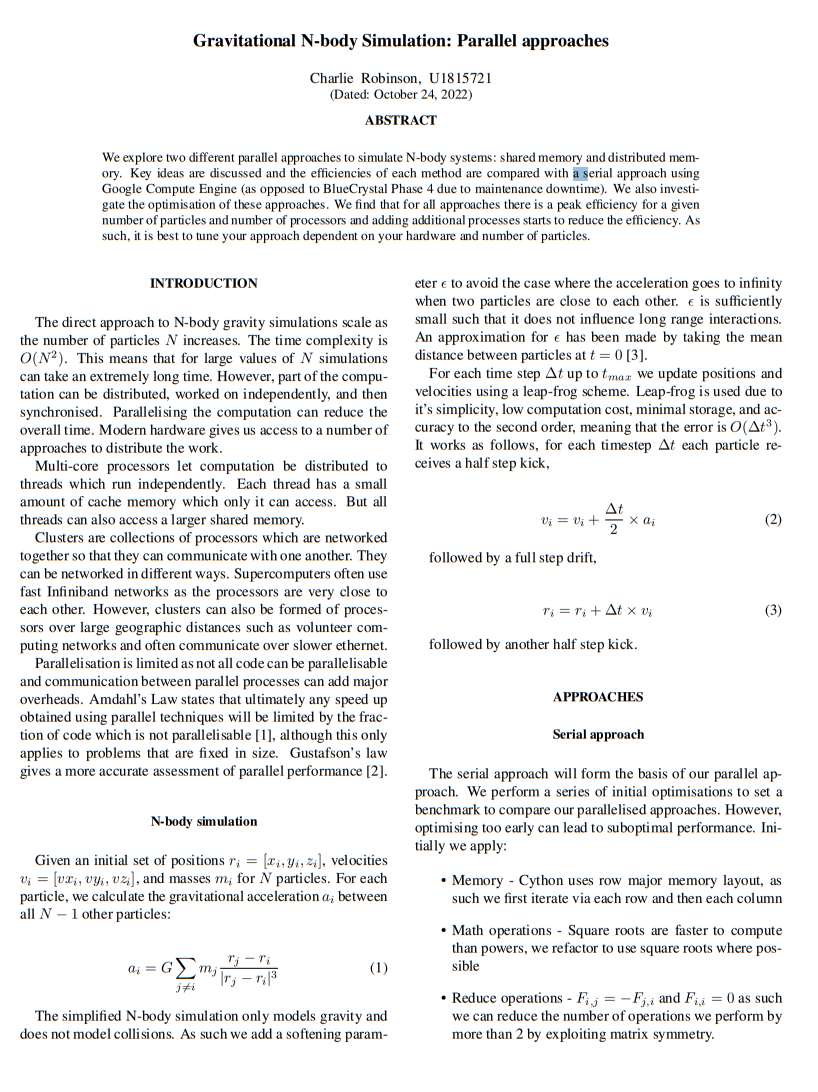 Gravitational N-body Simulation: Parallel approaches
Charlie Robinson, U1815721
(Dated: October 24, 2022)
ABSTRACT
We explore two different parallel approaches to simulate N-body systems: shared memory and distributed mem-
ory. Key ideas are discussed and the efficiencies of each method are compared with a serial approach using
Google Compute Engine (as opposed to BlueCrystal Phase 4 due to maintenance downtime). We also investi-
gate the optimisation of these approaches. We find that for all approaches there is a peak efficiency for a given
number of particles and number of processors and adding additional processes starts to reduce the efficiency. As
such, it is best to tune your approach dependent on your hardware and number of particles.
INTRODUCTION
The direct approach to N-body gravity simulations scale as
the number of particles N increases. The time complexity is
O(N²). This means that for large values of N simulations
can take an extremely long time. However, part of the compu-
tation can be distributed, worked on independently, and then
synchronised. Parallelising the computation can reduce the
overall time. Modern hardware gives us access to a number of
approaches to distribute the work.
Multi-core processors let computation be distributed to
threads which run independently. Each thread has a small
amount of cache memory which only it can access. But all
threads can also access a larger shared memory.
Clusters are collections of processors which are networked
together so that they can communicate with one another. They
can be networked in different ways. Supercomputers often use
fast Infiniband networks as the processors are very close to
each other. However, clusters can also be formed of proces-
sors over large geographic distances such as volunteer com-
puting networks and often communicate over slower ethernet.
Parallelisation is limited as not all code can be parallelisable
and communication between parallel processes can add major
overheads. Amdahl's Law states that ultimately any speed up
obtained using parallel techniques will be limited by the frac-
tion of code which is not parallelisable [1], although this only
applies to problems that are fixed in size. Gustafson's law
gives a more accurate assessment of parallel performance [2].
N-body simulation
Given an initial set of positions r_i = [x_i, y_i, z_i], velocities
v_i = [vx_i, vy_i, vz_i], and masses m_i for N particles. For each
particle, we calculate the gravitational acceleration a_i between
all N − 1 other particles:
a_i = G ∑_{j≠i} m_j (r_j − r_i) / |r_j − r_i|³ (1)
The simplified N-body simulation only models gravity and
does not model collisions. As such we add a softening param-
eter ϵ to avoid the case where the acceleration goes to infinity
when two particles are close to each other. ϵ is sufficiently
small such that it does not influence long range interactions.
An approximation for ϵ has been made by taking the mean
distance between particles at t = 0 [3].
For each time step Δt up to t_max we update positions and
velocities using a leap-frog scheme. Leap-frog is used due to
it's simplicity, low computation cost, minimal storage, and ac-
curacy to the second order, meaning that the error is O(Δt³).
It works as follows, for each timestep Δt each particle re-
ceives a half step kick,
v_i = v_i + Δt/2 × a_i (2)
followed by a full step drift,
r_i = r_i + Δt × v_i (3)
followed by another half step kick.
APPROACHES
Serial approach
The serial approach will form the basis of our parallel ap-
proach. We perform a series of initial optimisations to set a
benchmark to compare our parallelised approaches. However,
optimising too early can lead to suboptimal performance. Ini-
tially we apply:
• Memory - Cython uses row major memory layout, as
such we first iterate via each row and then each column
• Math operations - Square roots are faster to compute
than powers, we refactor to use square roots where pos-
sible
• Reduce operations - F_{i,j} = −F_{j,i} and F_{i,i} = 0 as such
we can reduce the number of operations we perform by
more than 2 by exploiting matrix symmetry.